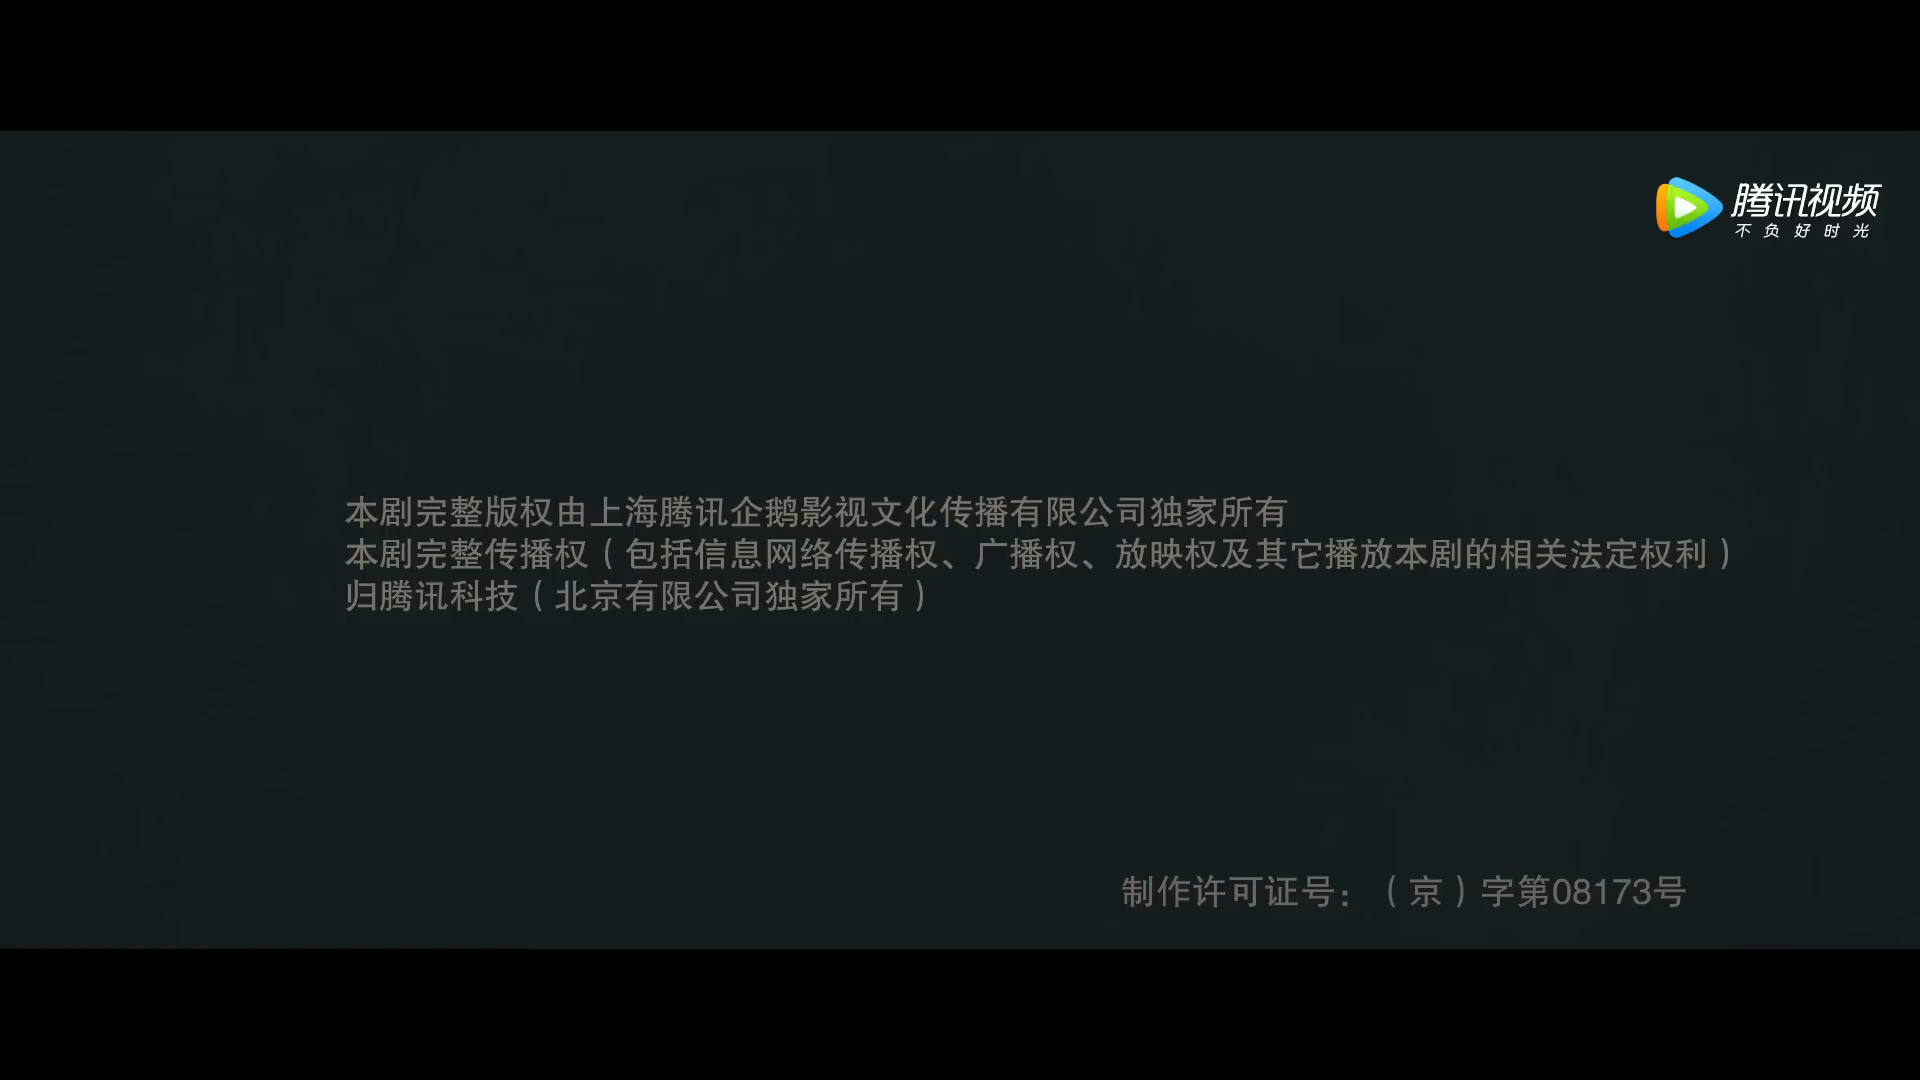 腾讯视频
不负好时光
本剧完整版权由上海腾讯企鹅影视文化传播有限公司独家所有
本剧完整传播权（包括信息网络传播权、广播权、放映权及其它播放本剧的相关法定权利）
归腾讯科技（北京有限公司独家所有）
制作许可证号：（京）字第08173号